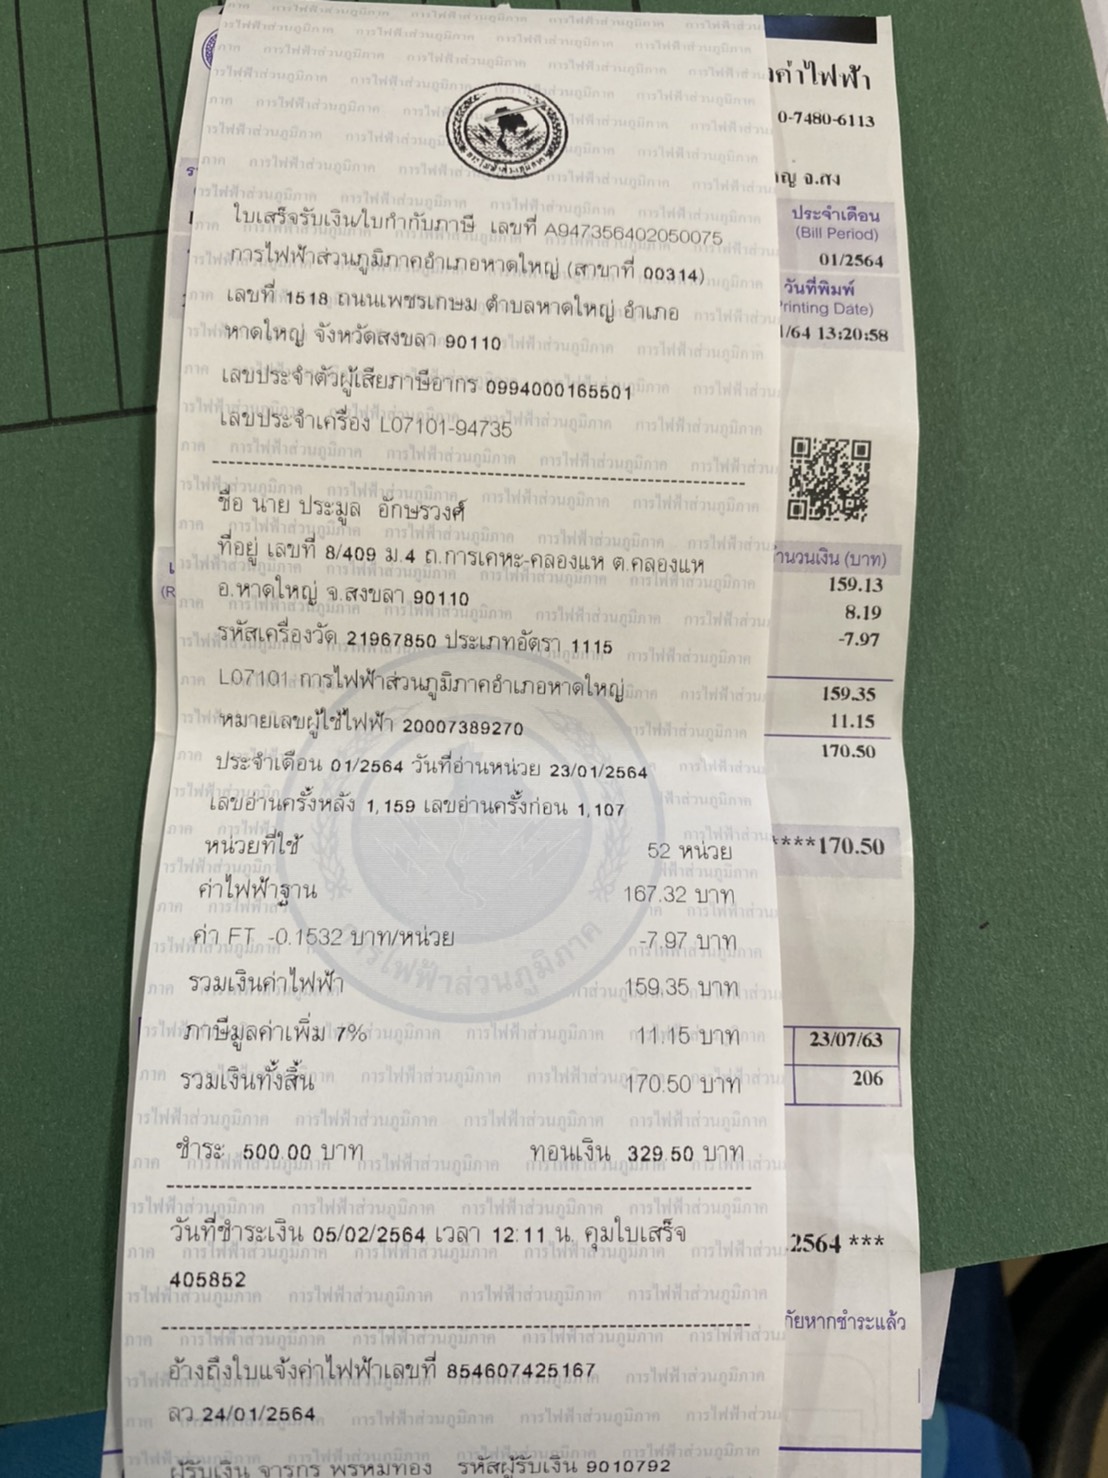 ใบเสร็จรับเงิน/ใบกำกับภาษี เลขที่ A947356402050075
การไฟฟ้าส่วนภูมิภาคอำเภอหาดใหญ่ (สาขาที่ 00314)
เลขที่ 1518 ถนนเพชรเกษม ตำบลหาดใหญ่ อำเภอ
หาดใหญ่ จังหวัดสงขลา 90110
เลขประจำตัวผู้เสียภาษีอากร 0994000165501
เลขประจำเครื่อง L07101-94735
ชื่อ นาย ประมูล อักษรวงศ์
ที่อยู่ เลขที่ 8/409 ม.4 ถ.การเคหะ-คลองแห ต.คลองแห
อ.หาดใหญ่ จ.สงขลา 90110
รหัสเครื่องวัด 21967850 ประเภทอัตรา 1115
L07101 การไฟฟ้าส่วนภูมิภาคอำเภอหาดใหญ่
หมายเลขผู้ใช้ไฟฟ้า 20007389270
ประจำเดือน 01/2564 วันที่อ่านหน่วย 23/01/2564
เลขอ่านครั้งหลัง 1,159 เลขอ่านครั้งก่อน 1,107
หน่วยที่ใช้ 52 หน่วย
ค่าไฟฟ้าฐาน 167.32 บาท
ค่า FT -0.1532 บาท/หน่วย -7.97 บาท
รวมเงินค่าไฟฟ้า 159.35 บาท
ภาษีมูลค่าเพิ่ม 7% 11.15 บาท
รวมเงินทั้งสิ้น 170.50 บาท
ชำระ 500.00 บาท ทอนเงิน 329.50 บาท
วันที่ชำระเงิน 05/02/2564 เวลา 12:11 น. คุมใบเสร็จ
405852
อ้างถึงใบแจ้งค่าไฟฟ้าเลขที่ 854607425167
ลว 24/01/2564
ผู้รับเงิน จารุกร พรหมทอง รหัสผู้รับเงิน 9010792
ค่าไฟฟ้า
0-7480-6113
ประจำเดือน
(Bill Period)
01/2564
วันที่พิมพ์
Printing Date)
/64 13:20:58
จำนวนเงิน (บาท)
159.13
8.19
-7.97
159.35
11.15
170.50
****170.50
23/07/63
206
2564 ***
ภัยหากชำระแล้ว
การไฟฟ้าส่วนภูมิภาค